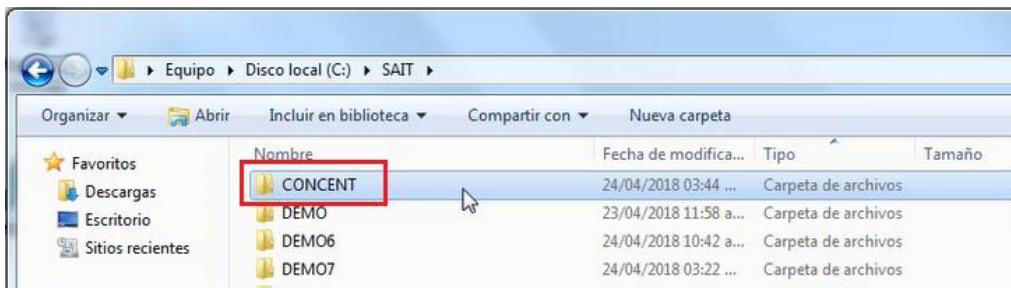 Equipo Disco local (C:) SAIT
Organizar Abrir Incluir en biblioteca Compartir con Nueva carpeta
Favoritos
Descargas
Escritorio
Sitios recientes
Nombre Fecha de modifica... Tipo Tamaño
CONCENT 24/04/2018 03:44 ... Carpeta de archivos
DEMO 23/04/2018 11:58 a... Carpeta de archivos
DEMO6 24/04/2018 10:42 a... Carpeta de archivos
DEMO7 24/04/2018 03:22 ... Carpeta de archivos